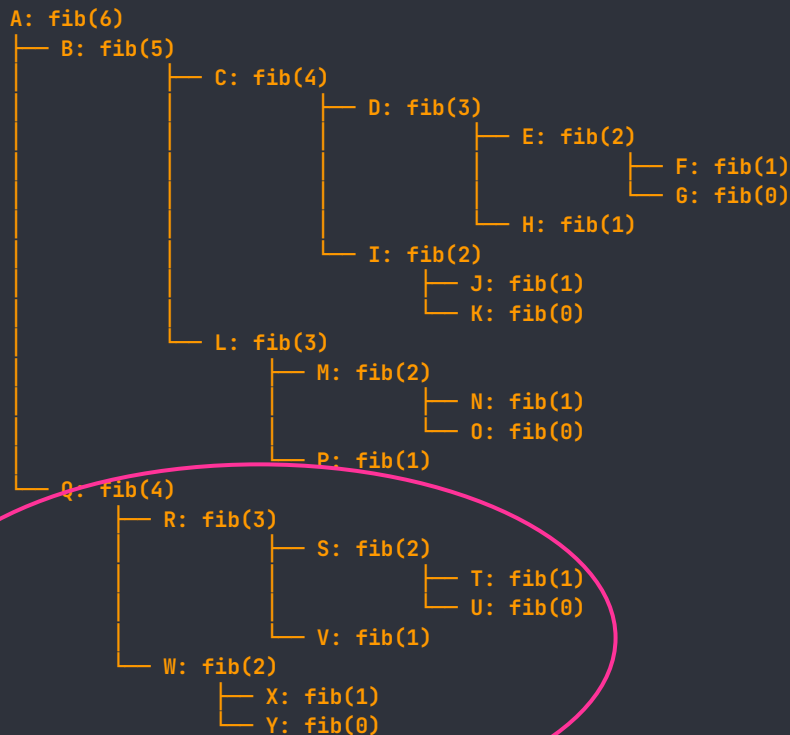 A: fib(6)
B: fib(5)
C: fib(4)
D: fib(3)
E: fib(2)
F: fib(1)
G: fib(0)
H: fib(1)
I: fib(2)
J: fib(1)
K: fib(0)
L: fib(3)
M: fib(2)
N: fib(1)
O: fib(0)
P: fib(1)
Q: fib(4)
R: fib(3)
S: fib(2)
T: fib(1)
U: fib(0)
V: fib(1)
W: fib(2)
X: fib(1)
Y: fib(0)